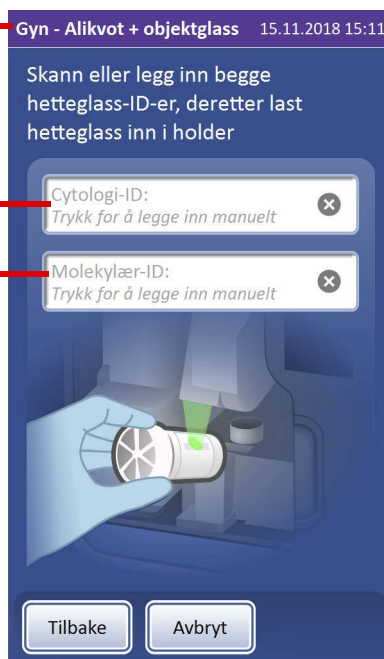 Gyn - Alikvot + objektglass 15.11.2018 15:11
Skann eller legg inn begge
hetteglass-ID-er, deretter last
hetteglass inn i holder
Cytologi-ID:
Trykk for å legge inn manuelt
Molekylær-ID:
Trykk for å legge inn manuelt
Tilbake Avbryt